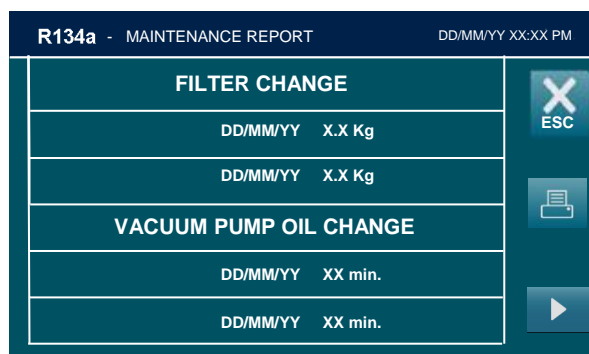 R134a - MAINTENANCE REPORT DD/MM/YY XX:XX PM
FILTER CHANGE
ESC
DD/MM/YY X.X Kg
DD/MM/YY X.X Kg
VACUUM PUMP OIL CHANGE
DD/MM/YY XX min.
DD/MM/YY XX min.